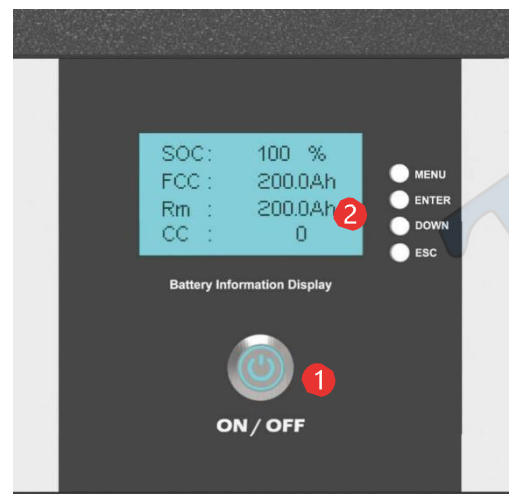 SOC: 100 %
FCC : 200.0Ah
Rm : 200.0Ah
CC : 0
2
MENU
ENTER
DOWN
ESC
Battery Information Display
1
ON / OFF